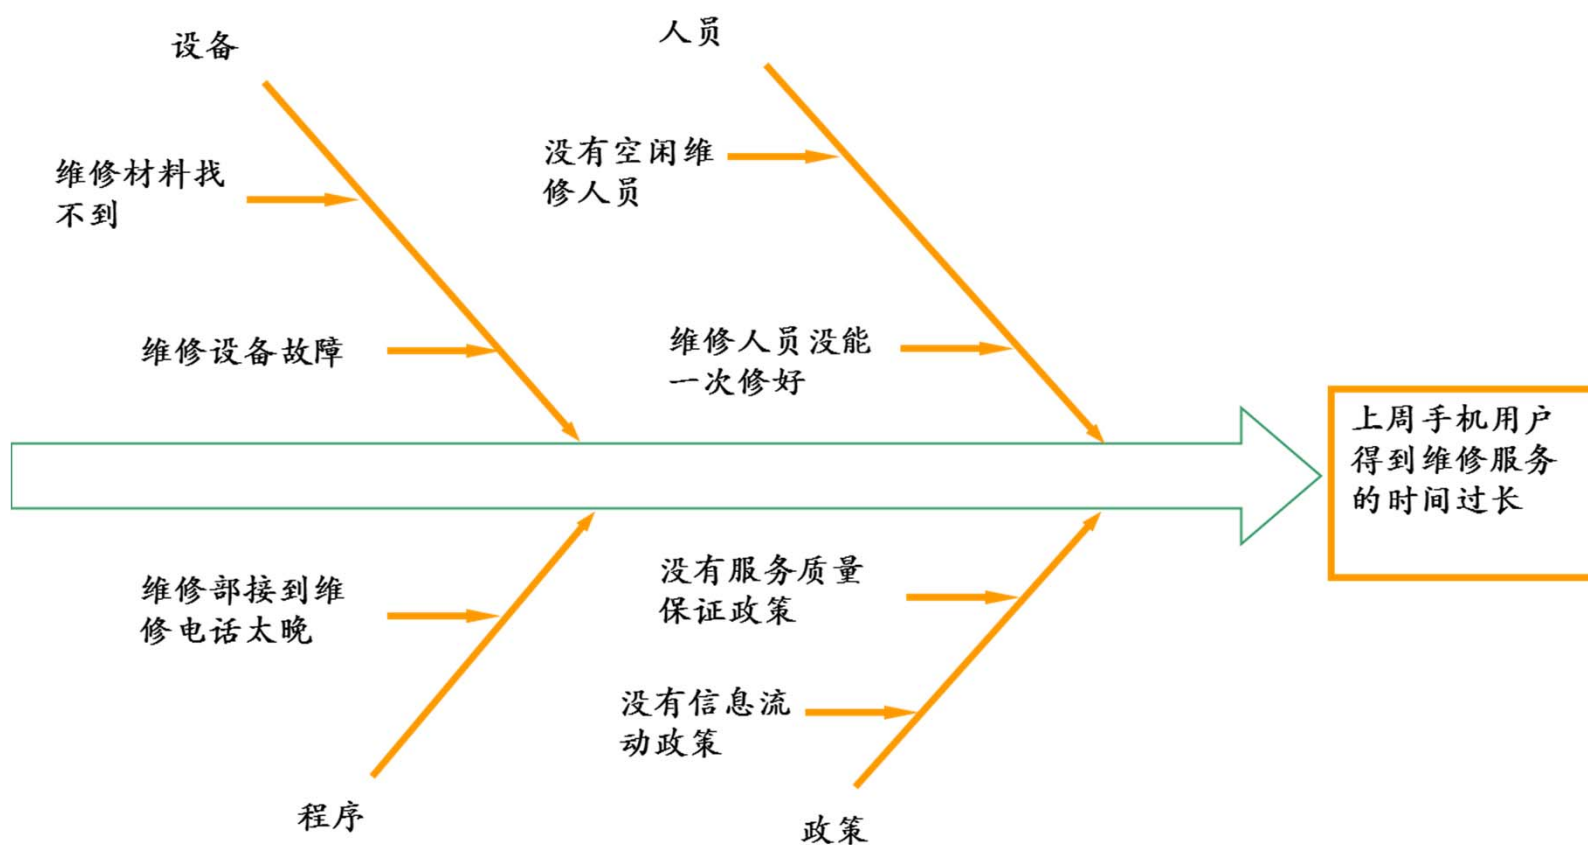 设备
人员
维修材料找
不到
没有空闲维
修人员
维修设备故障
维修人员没能
一次修好
上周手机用户
得到维修服务
的时间过长
维修部接到维
修电话太晚
没有服务质量
保证政策
没有信息流
动政策
程序
政策